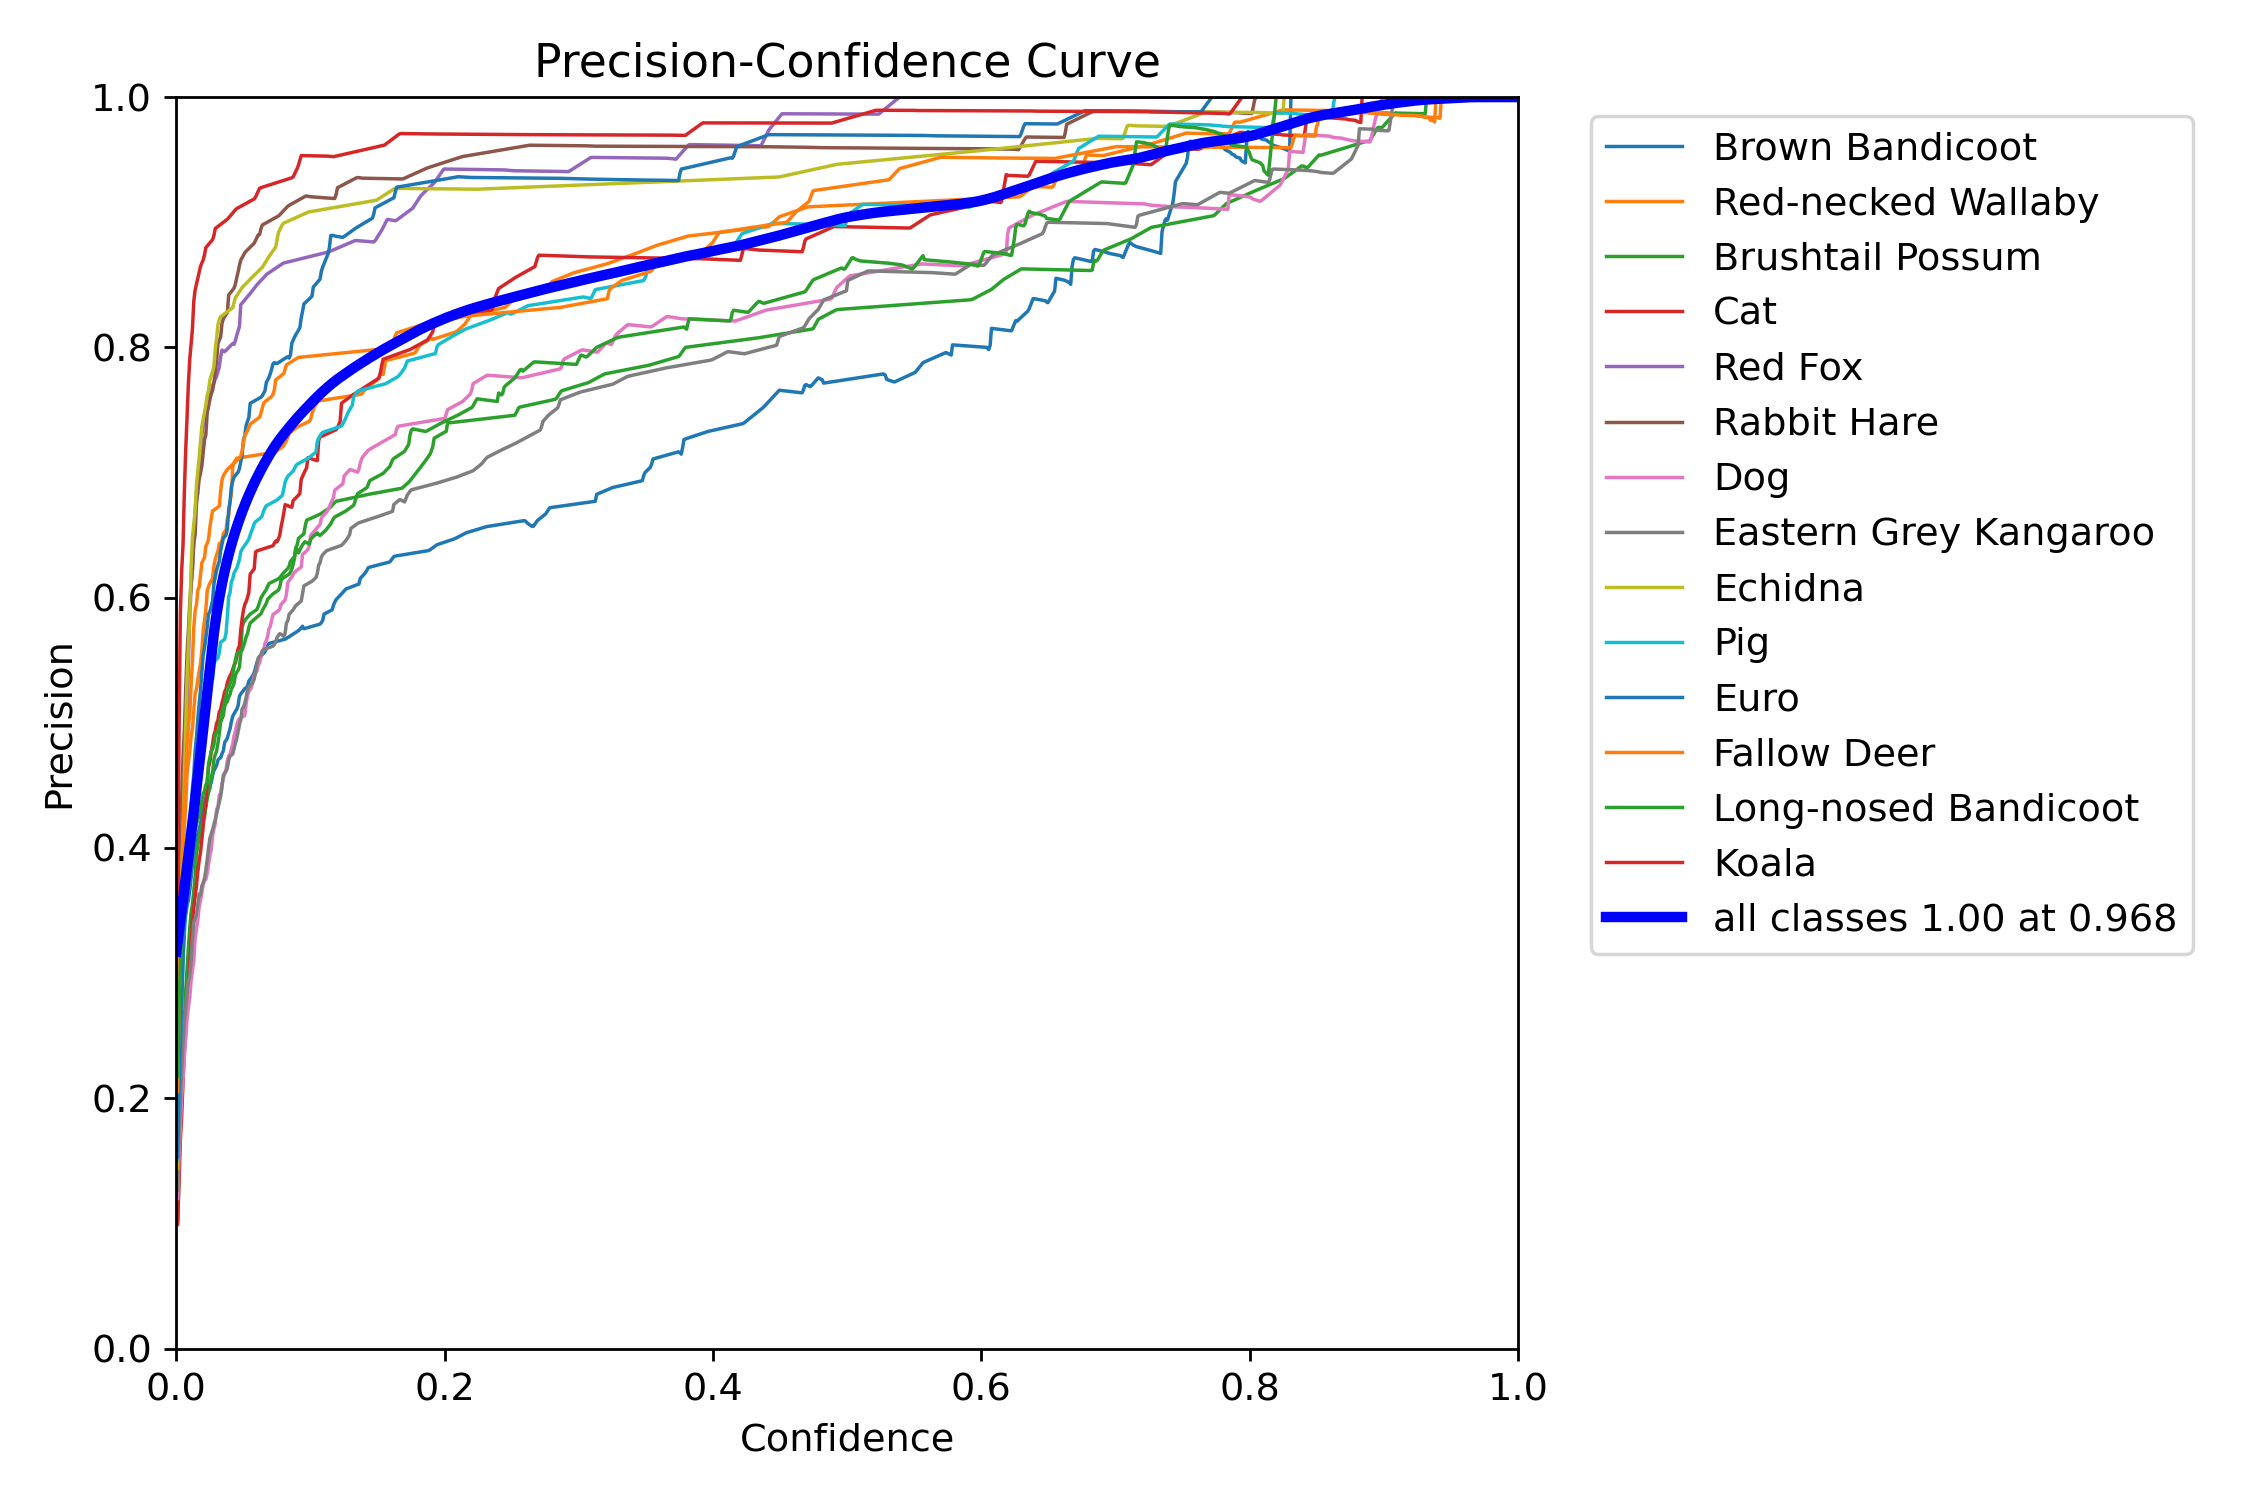 Precision-Confidence Curve
1.0
0.8
0.6
0.4
0.2
0.0
Precision
0.0 0.2 0.4 0.6 0.8 1.0
Confidence
Brown Bandicoot
Red-necked Wallaby
Brushtail Possum
Cat
Red Fox
Rabbit Hare
Dog
Eastern Grey Kangaroo
Echidna
Pig
Euro
Fallow Deer
Long-nosed Bandicoot
Koala
all classes 1.00 at 0.968